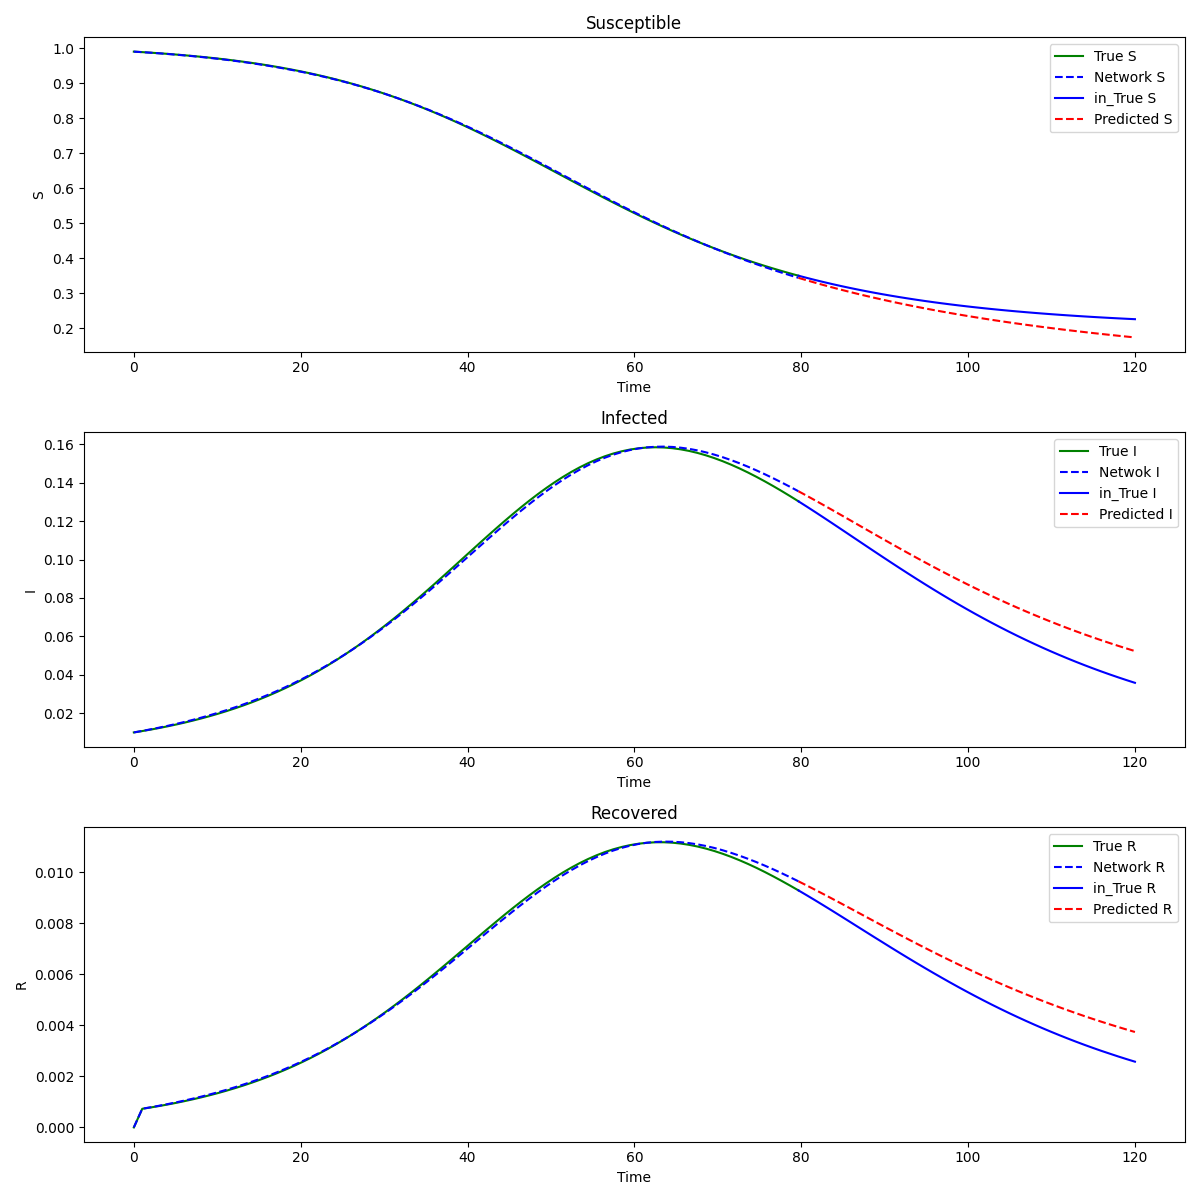 Susceptible
1.0
0.9
0.8
0.7
0.6
0.5
0.4
0.3
0.2
S
True S
Network S
in_True S
Predicted S
0 20 40 60 80 100 120
Time
Infected
0.16
0.14
0.12
0.10
0.08
0.06
0.04
0.02
I
True I
Netwok I
in_True I
Predicted I
0 20 40 60 80 100 120
Time
Recovered
0.010
0.008
0.006
0.004
0.002
0.000
R
True R
Network R
in_True R
Predicted R
0 20 40 60 80 100 120
Time